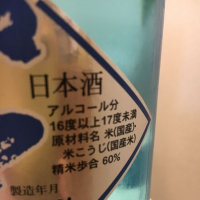 日本酒
アルコール分
16度以上17度未満
原材料名 米(国産)・
米こうじ(国産米)
精米歩合 60%
製造年月